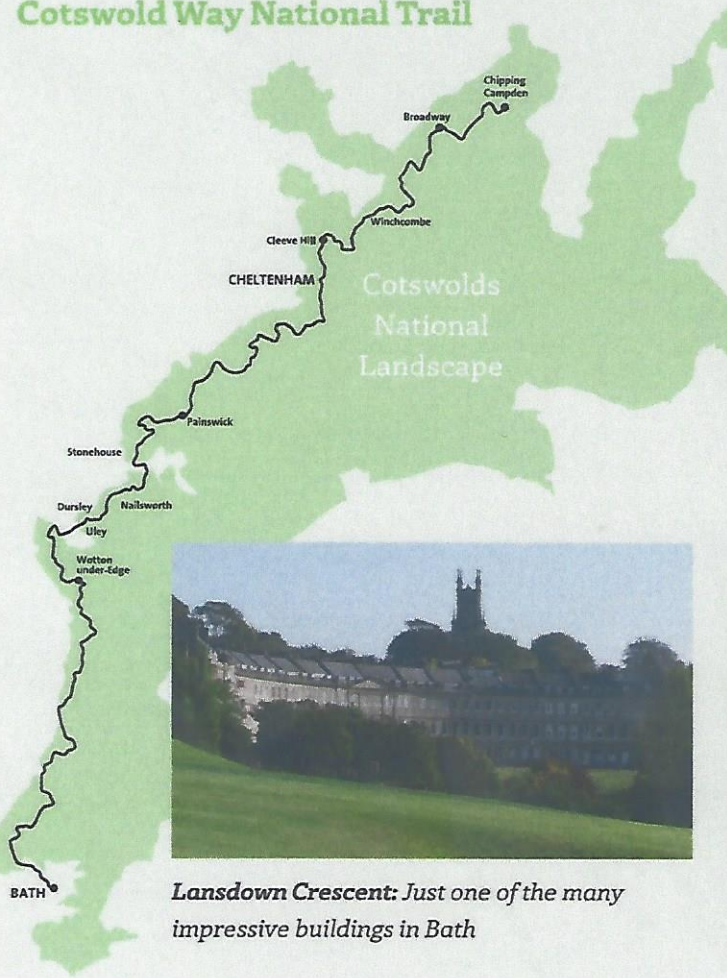 Cotswold Way National Trail
Chipping
Campden
Broadway
Winchcombe
Cleeve Hill
CHELTENHAM
Cotswolds
National
Landscape
Painswick
Stonehouse
Dursley
Nailsworth
Uley
Wotton
under-Edge
BATH
Lansdown Crescent: Just one of the many
impressive buildings in Bath